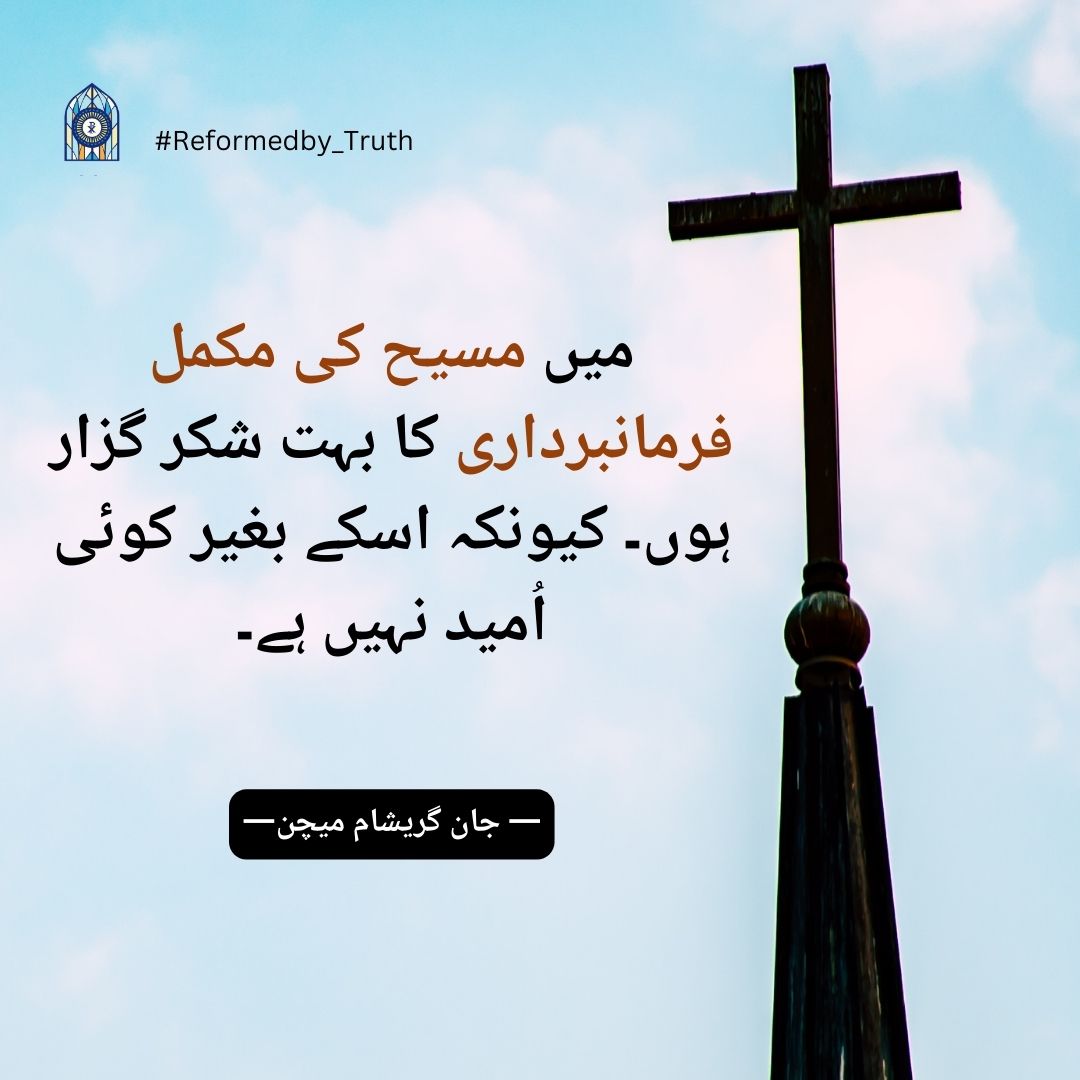 #Reformedby_Truth
میں مسیح کی مکمل
فرمانبرداری کا بہت شکر گزار
ہوں۔ کیونکہ اسکے بغیر کوئی
اُمید نہیں ہے۔
— جان گریشام میچن—